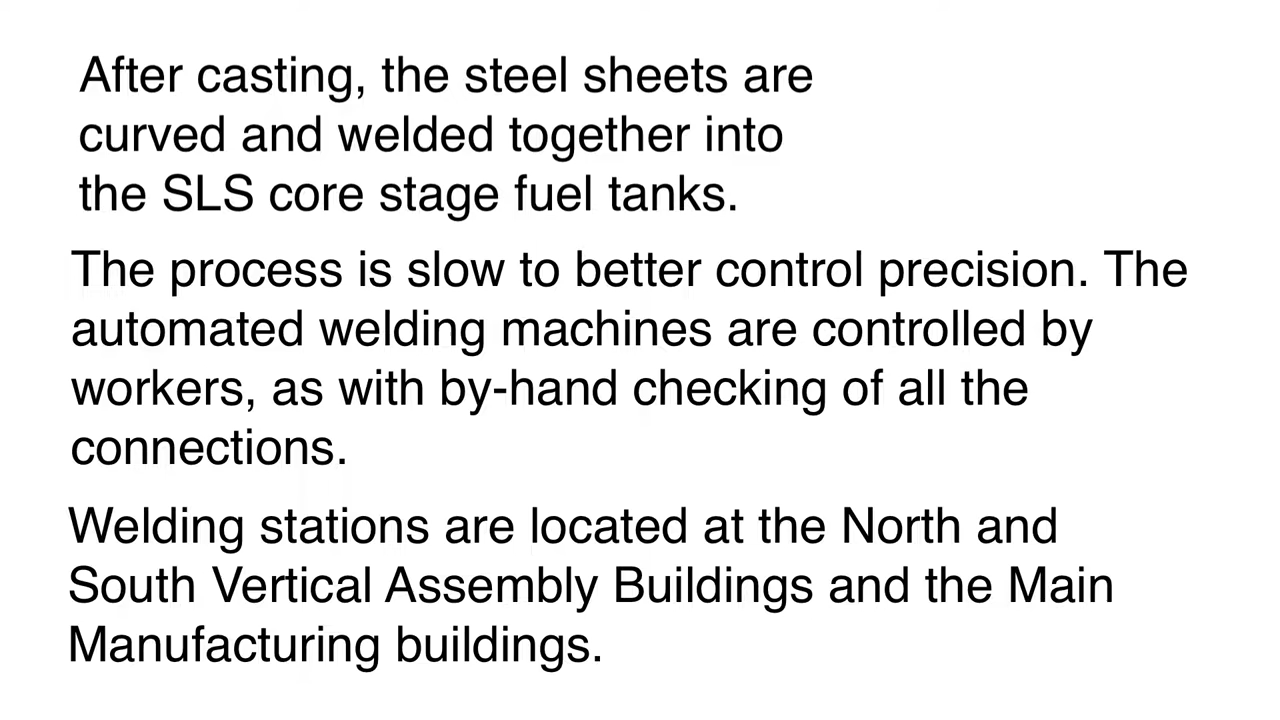 After casting, the steel sheets are
curved and welded together into
the SLS core stage fuel tanks.
The process is slow to better control precision. The
automated welding machines are controlled by
workers, as with by-hand checking of all the
connections.
Welding stations are located at the North and
South Vertical Assembly Buildings and the Main
Manufacturing buildings.